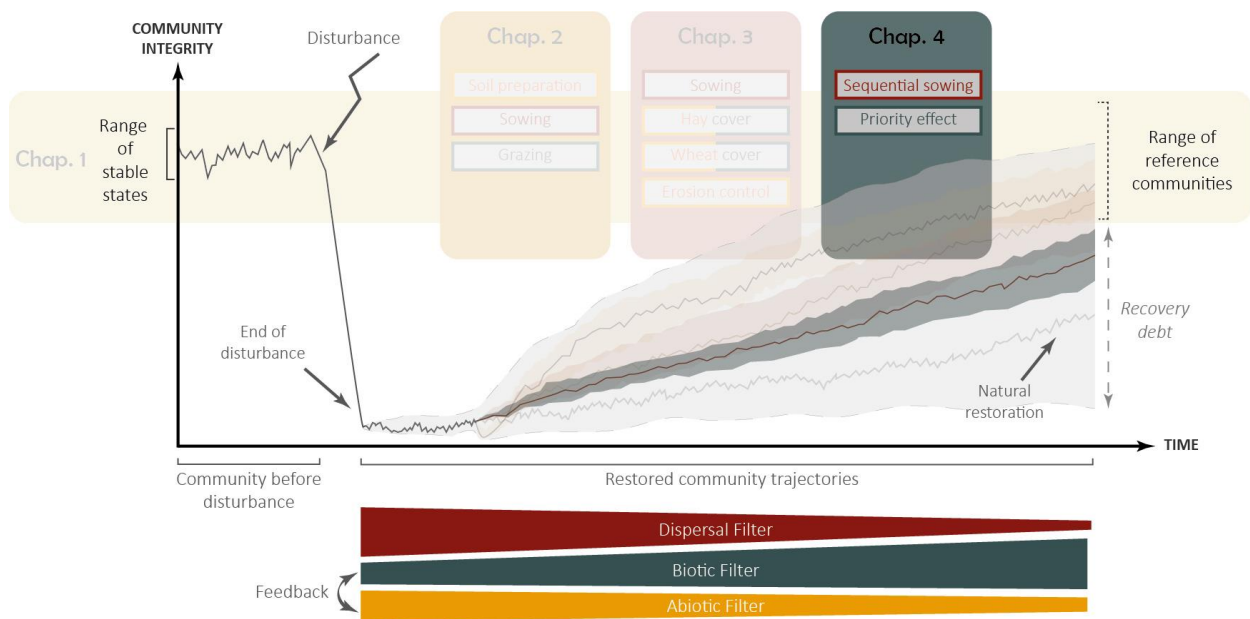 COMMUNITY
INTEGRITY
Disturbance
Chap. 2
Chap. 3
Chap. 4
Soil preparation
Sowing
Grazing
Sowing
Hay cover
Wheat cover
Erosion control
Sequential sowing
Priority effect
Chap. 1
Range
of
stable
states
Range of
reference
communities
End of
disturbance
Recovery
debt
Natural
restoration
TIME
Community before
disturbance
Restored community trajectories
Dispersal Filter
Biotic Filter
Feedback
Abiotic Filter